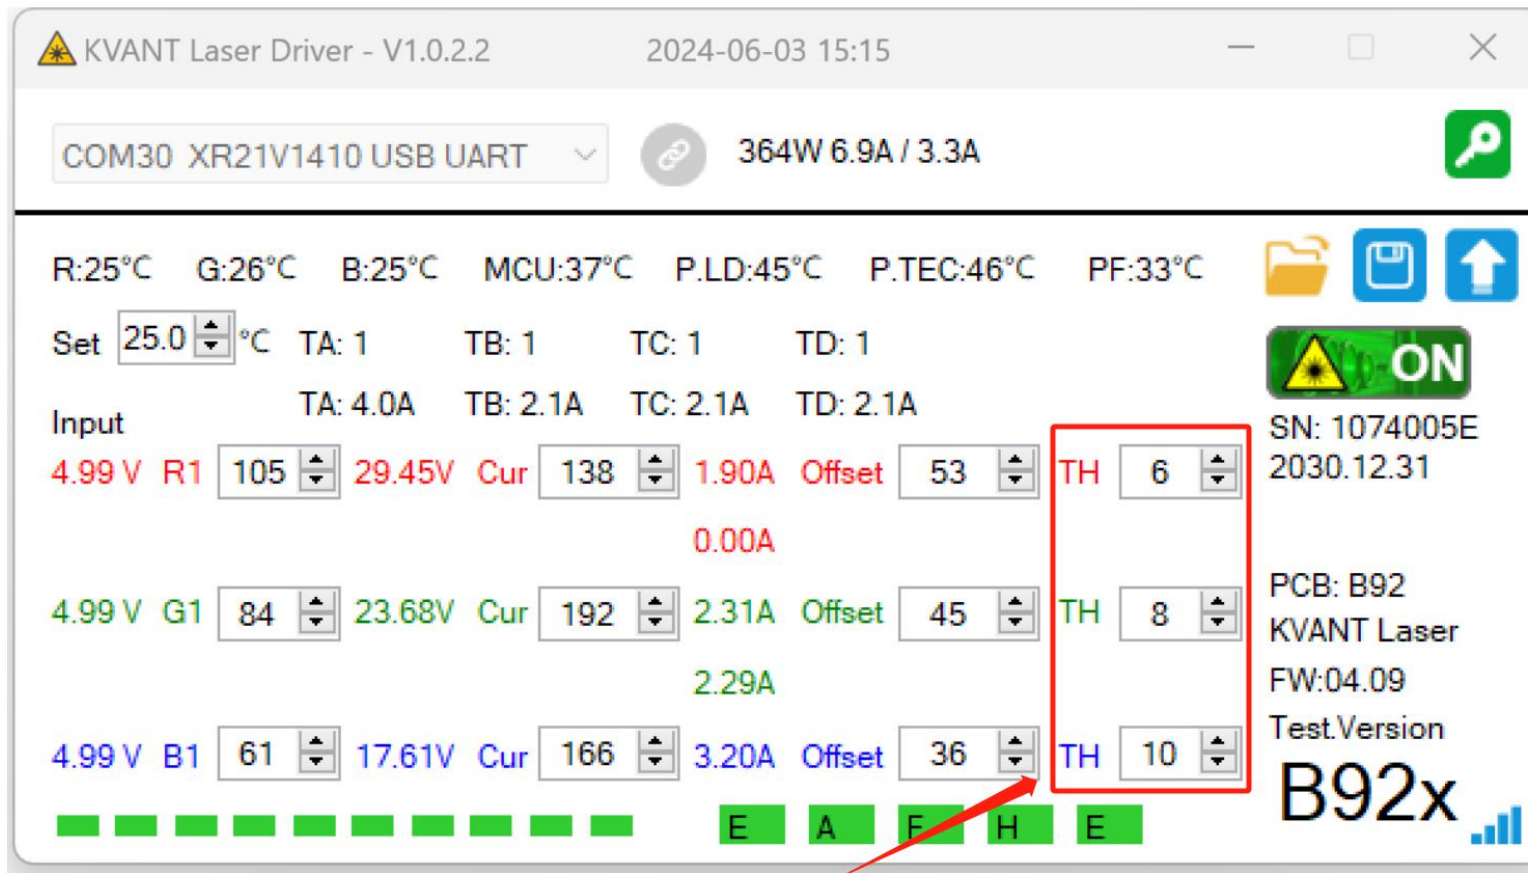 KVANT Laser Driver - V1.0.2.2 2024-06-03 15:15
COM30 XR21V1410 USB UART 364W 6.9A / 3.3A
R:25°C G:26°C B:25°C MCU:37°C P.LD:45°C P.TEC:46°C PF:33°C
Set 25.0 °C TA: 1 TB: 1 TC: 1 TD: 1
ON
TA: 4.0A TB: 2.1A TC: 2.1A TD: 2.1A
Input
SN: 1074005E
4.99 V R1 105 29.45V Cur 138 1.90A Offset 53 TH 6 2030.12.31
0.00A
PCB: B92
4.99 V G1 84 23.68V Cur 192 2.31A Offset 45 TH 8
KVANT Laser
2.29A FW:04.09
Test.Version
4.99 V B1 61 17.61V Cur 166 3.20A Offset 36 TH 10
B92x
E A F H E